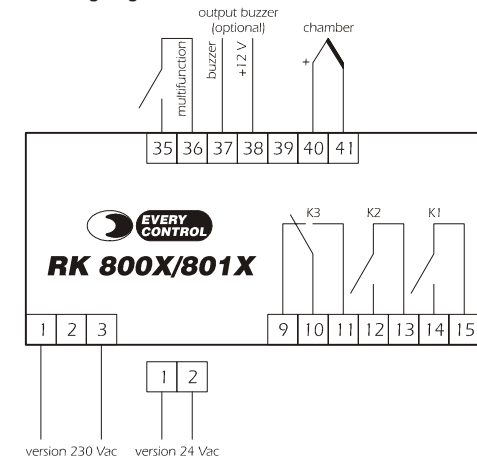 output buzzer
(optional)
chamber
multifunction
buzzer
+12 V
+
35 36 37 38 39 40 41
EVERY
CONTROL
K3 K2 K1
RK 800X/801X
1 2 3
9 10 11 12 13 14 15
1 2
version 230 Vac version 24 Vac